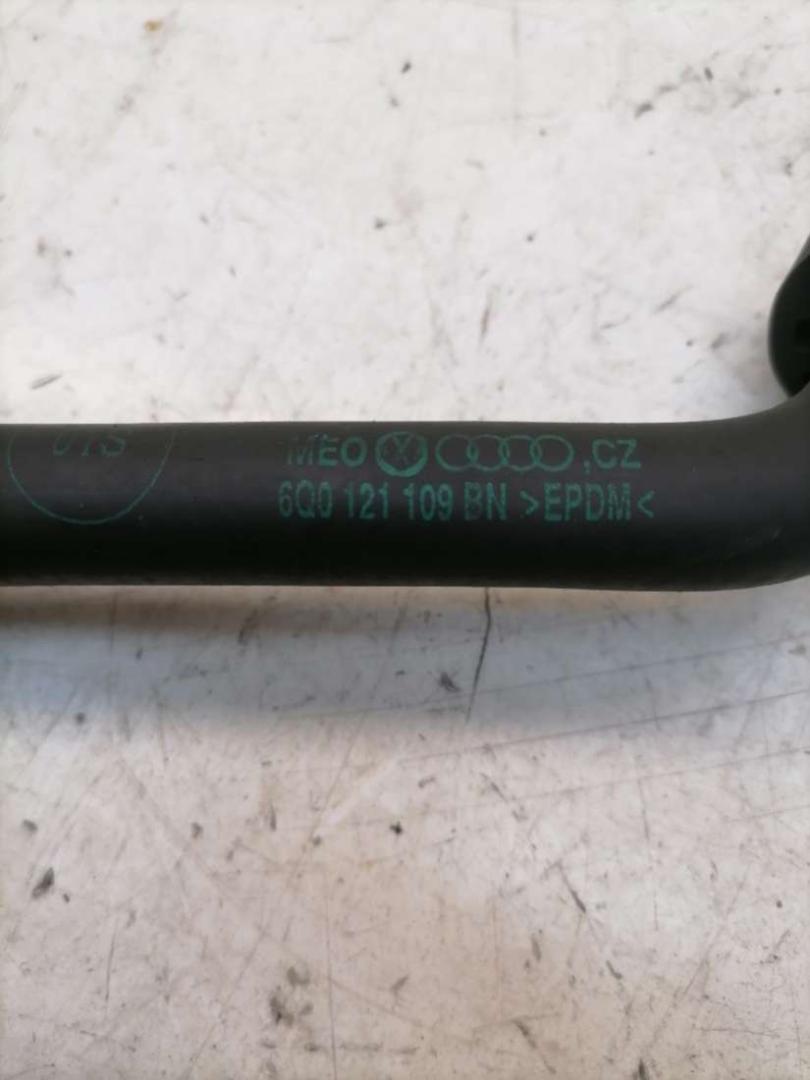 MEO ,CZ
6Q0 121 109 BN >EPDM<